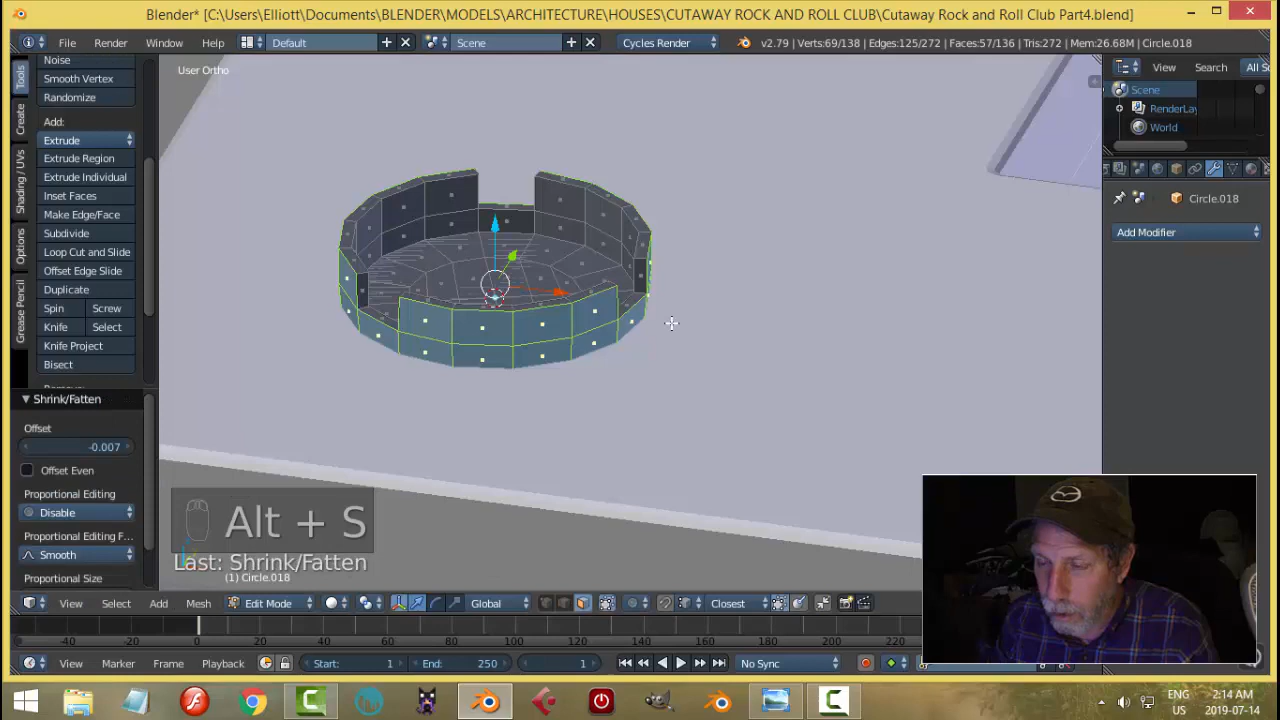 Blender* [C:\Users\Elliott\Documents\BLENDER\MODELS\ARCHITECTURE\HOUSES\CUTAWAY ROCK AND ROLL CLUB\Cutaway Rock and Roll Club Part4.blend]
File Render Window Help Default Scene Cycles Render v2.79 | Verts:69/138 | Edges:125/272 | Faces:57/136 | Tris:272 | Mem:26.68M | Circle.018
View Search All S
Noise
Smooth Vertex
Randomize
Add:
Extrude
Extrude Region
Extrude Individual
Inset Faces
Make Edge/Face
Subdivide
Loop Cut and Slide
Offset Edge Slide
Duplicate
Spin Screw
Knife Select
Knife Project
Bisect
Tools
Create
Shading / UVs
Options
Grease Pencil
Shrink/Fatten
Offset
-0.007
Offset Even
Proportional Editing
Disable
Proportional Editing F...
Smooth
Proportional Size
User Ortho
Alt + S
Last: Shrink/Fatten
(1) Circle.018
Scene
RenderLay
World
Circle.018
Add Modifier
View Select Add Mesh Edit Mode Global Closest
-40 -20 0 20 40 60 80 100 120 140 160 180 200 220
View Marker Frame Playback Start: 1 End: 250 1 No Sync
ENG
US
2:14 AM
2019-07-14